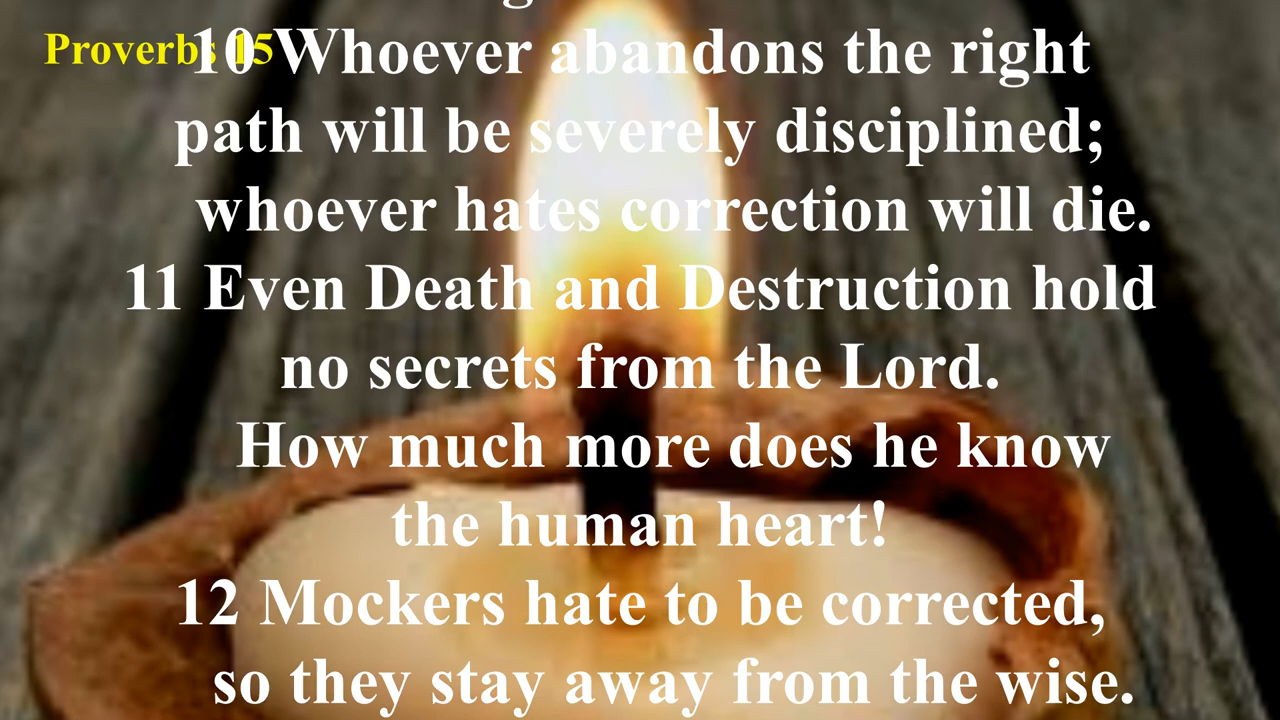 Proverbs 15
10 Whoever abandons the right
path will be severely disciplined;
whoever hates correction will die.
11 Even Death and Destruction hold
no secrets from the Lord.
How much more does he know
the human heart!
12 Mockers hate to be corrected,
so they stay away from the wise.